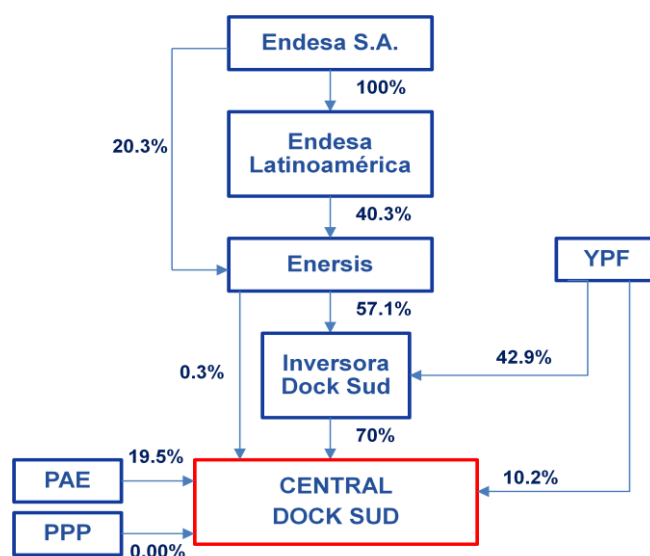 Endesa S.A.
100%
20.3%
Endesa
Latinoamérica
40.3%
Enersis
YPF
57.1%
0.3%
Inversora
Dock Sud
42.9%
70%
19.5%
PAE
CENTRAL
DOCK SUD
10.2%
PPP
0.00%